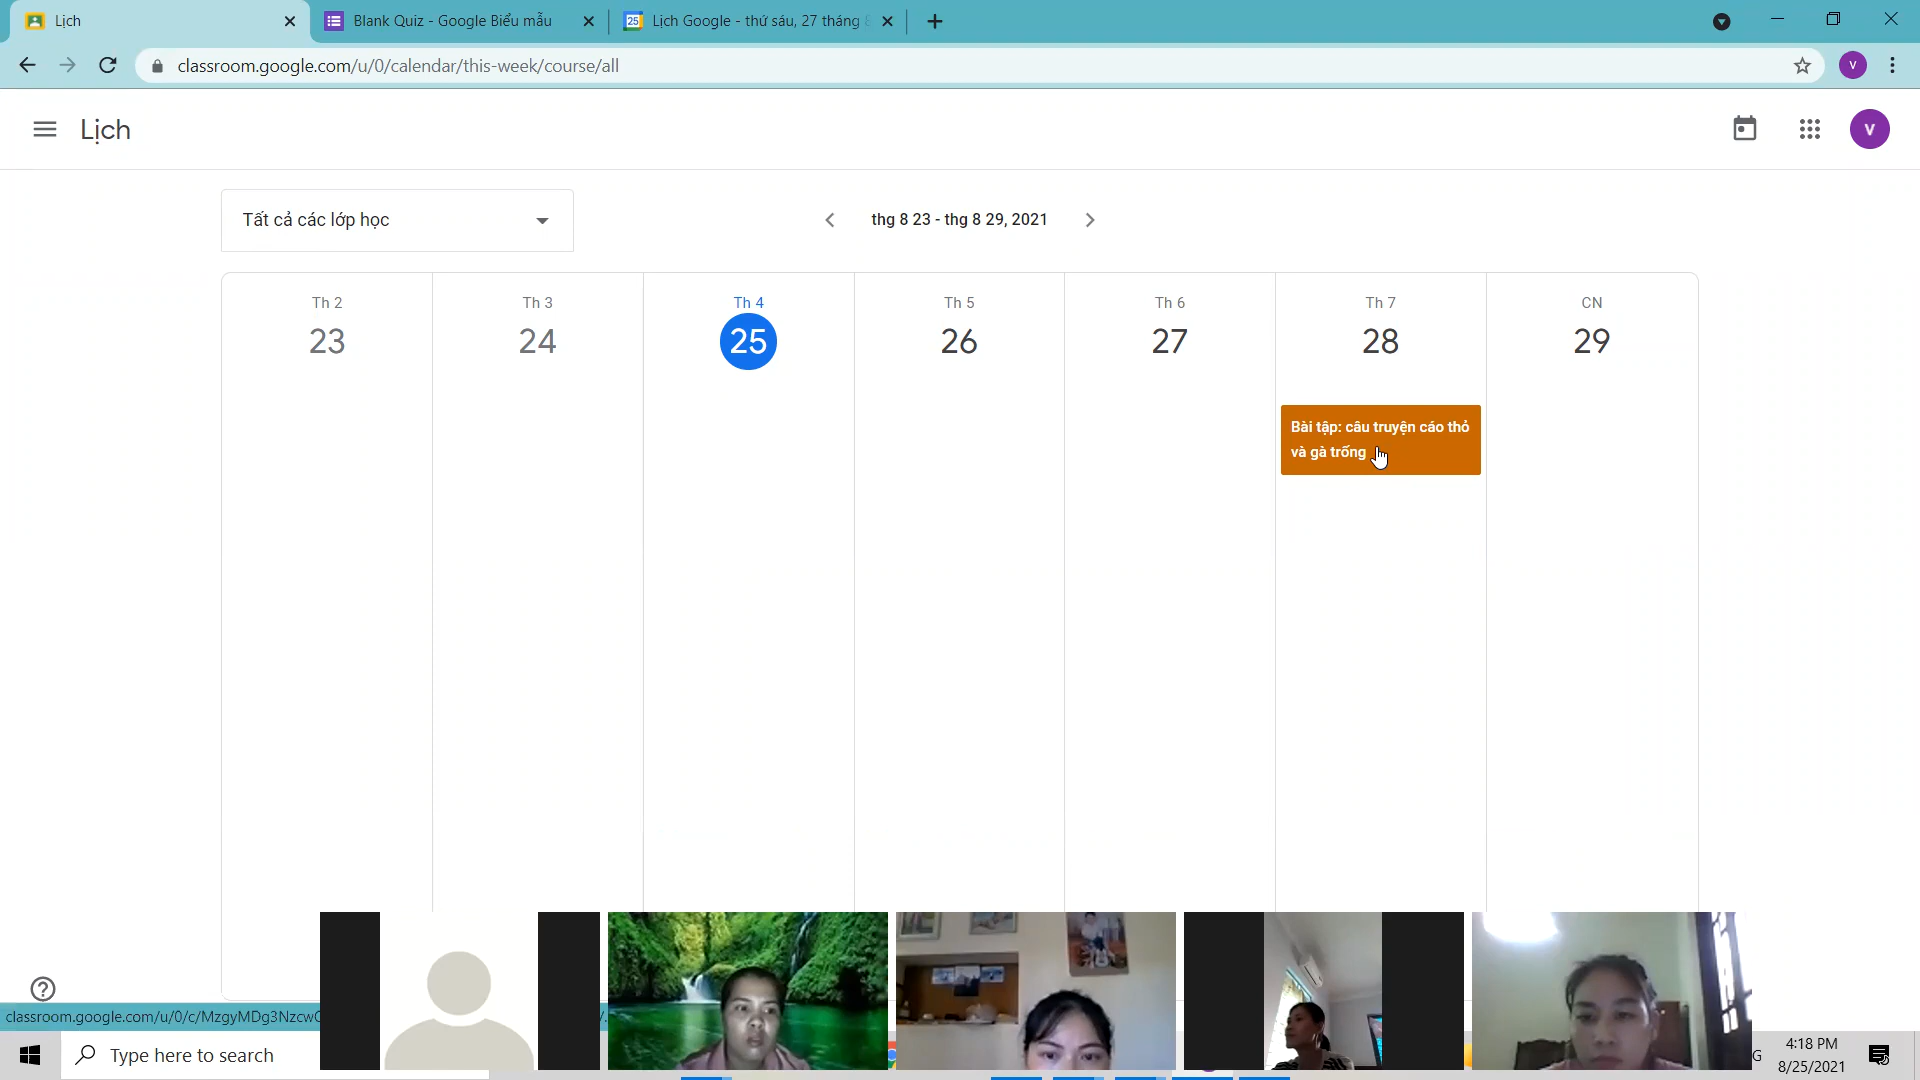 Lịch
Blank Quiz - Google Biểu mẫu
25
Lịch Google - thứ sáu, 27 tháng
classroom.google.com/u/0/calendar/this-week/course/all
V
Lịch
V
Tất cả các lớp học
thg 8 23 - thg 8 29, 2021
Th 2
23
Th 3
24
Th 4
25
Th 5
26
Th 6
27
Th 7
28
CN
29
Bài tập: câu truyện cáo thỏ
và gà trống
classroom.google.com/u/0/c/MzgyMDg3Nzcw
Type here to search
G
4:18 PM
8/25/2021